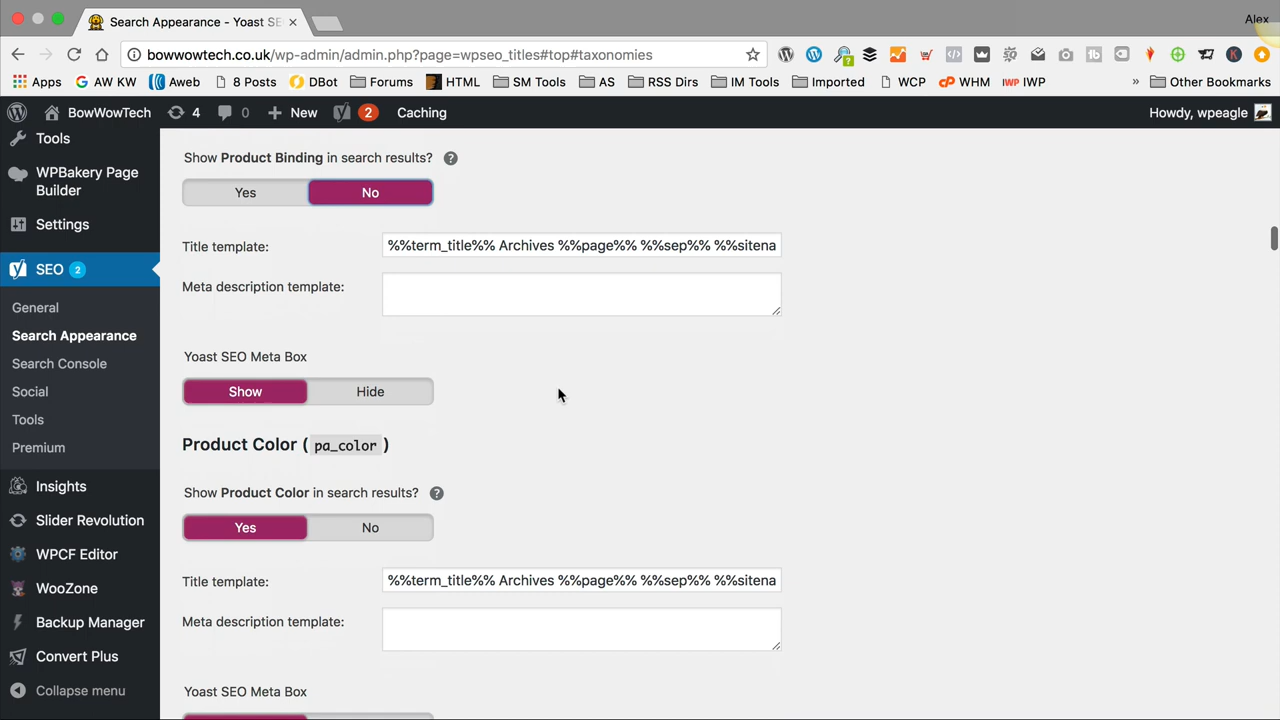 Alex
Search Appearance - Yoast SE
bowwowtech.co.uk/wp-admin/admin.php?page=wpseo_titles#top#taxonomies
Apps AW KW Aweb 8 Posts DBot Forums HTML SM Tools AS RSS Dirs IM Tools Imported WCP WHM IWP » Other Bookmarks
BowWowTech 4 0 + New 2 Caching Howdy, wpeagle
Tools
WPBakery Page
Builder
Settings
SEO 2
General
Search Appearance
Search Console
Social
Tools
Premium
Insights
Slider Revolution
WPCF Editor
WooZone
Backup Manager
Convert Plus
Collapse menu
Show Product Binding in search results? ?
Yes No
Title template: %%term_title%% Archives %%page%% %%sep%% %%sitena
Meta description template:
Yoast SEO Meta Box
Show Hide
Product Color ( pa_color )
Show Product Color in search results? ?
Yes No
Title template: %%term_title%% Archives %%page%% %%sep%% %%sitena
Meta description template:
Yoast SEO Meta Box